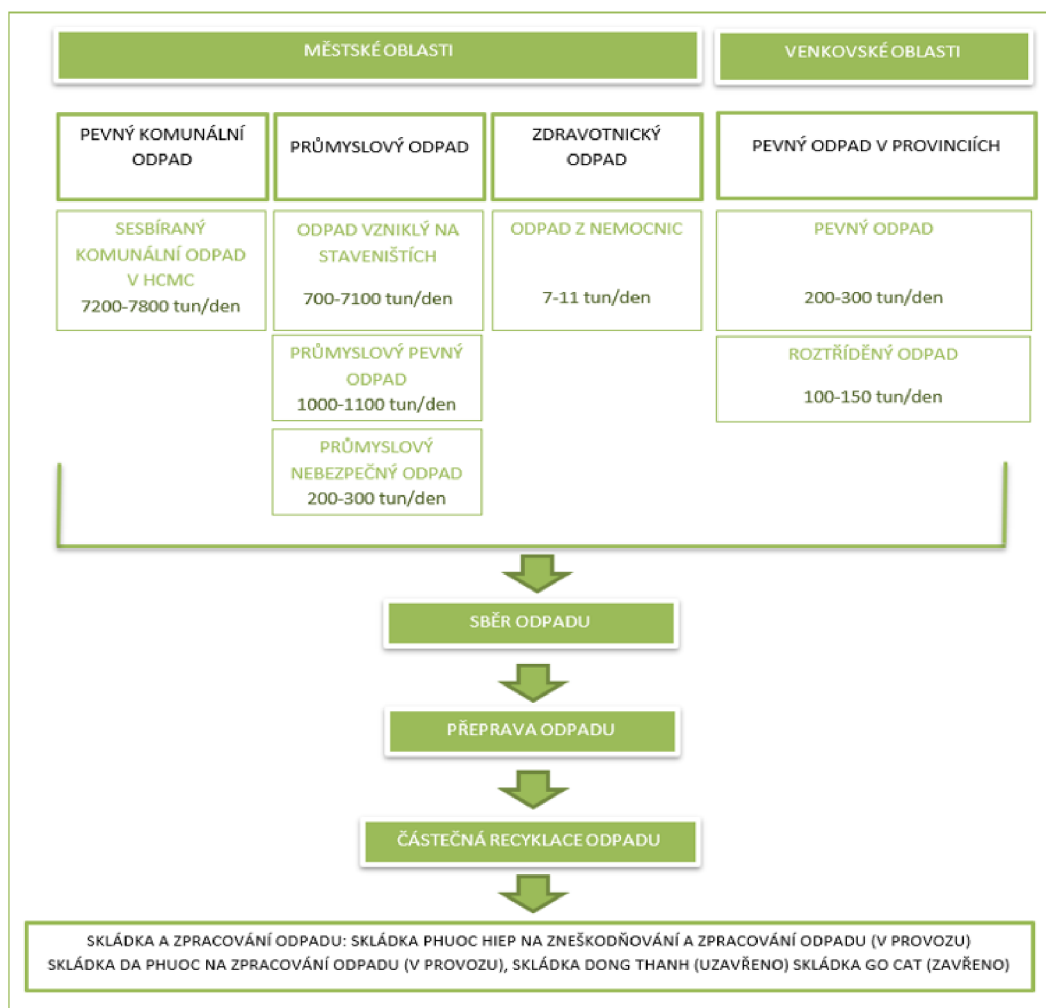 MĚSTSKÉ OBLASTI
VENKOVSKÉ OBLASTI
PEVNÝ KOMUNÁLNÍ
ODPAD
PRŮMYSLOVÝ ODPAD
ZDRAVOTNICKÝ
ODPAD
PEVNÝ ODPAD V PROVINCIÍCH
SESBÍRANÝ
KOMUNÁLNÍ ODPAD
V HCMC
7200-7800 tun/den
ODPAD VZNIKLÝ NA
STAVENIŠTÍCH
700-7100 tun/den
ODPAD Z NEMOCNIC
7-11 tun/den
PEVNÝ ODPAD
200-300 tun/den
PRŮMYSLOVÝ PEVNÝ
ODPAD
1000-1100 tun/den
ROZTŘÍDĚNÝ ODPAD
100-150 tun/den
PRŮMYSLOVÝ
NEBEZPEČNÝ ODPAD
200-300 tun/den
SBĚR ODPADU
PŘEPRAVA ODPADU
ČÁSTEČNÁ RECYKLACE ODPADU
SKLÁDKA A ZPRACOVÁNÍ ODPADU: SKLÁDKA PHUOC HIEP NA ZNEŠKODŇOVÁNÍ A ZPRACOVÁNÍ ODPADU (V PROVOZU)
SKLÁDKA DA PHUOC NA ZPRACOVÁNÍ ODPADU (V PROVOZU), SKLÁDKA DONG THANH (UZAVŘENO) SKLÁDKA GO CAT (ZAVŘENO)